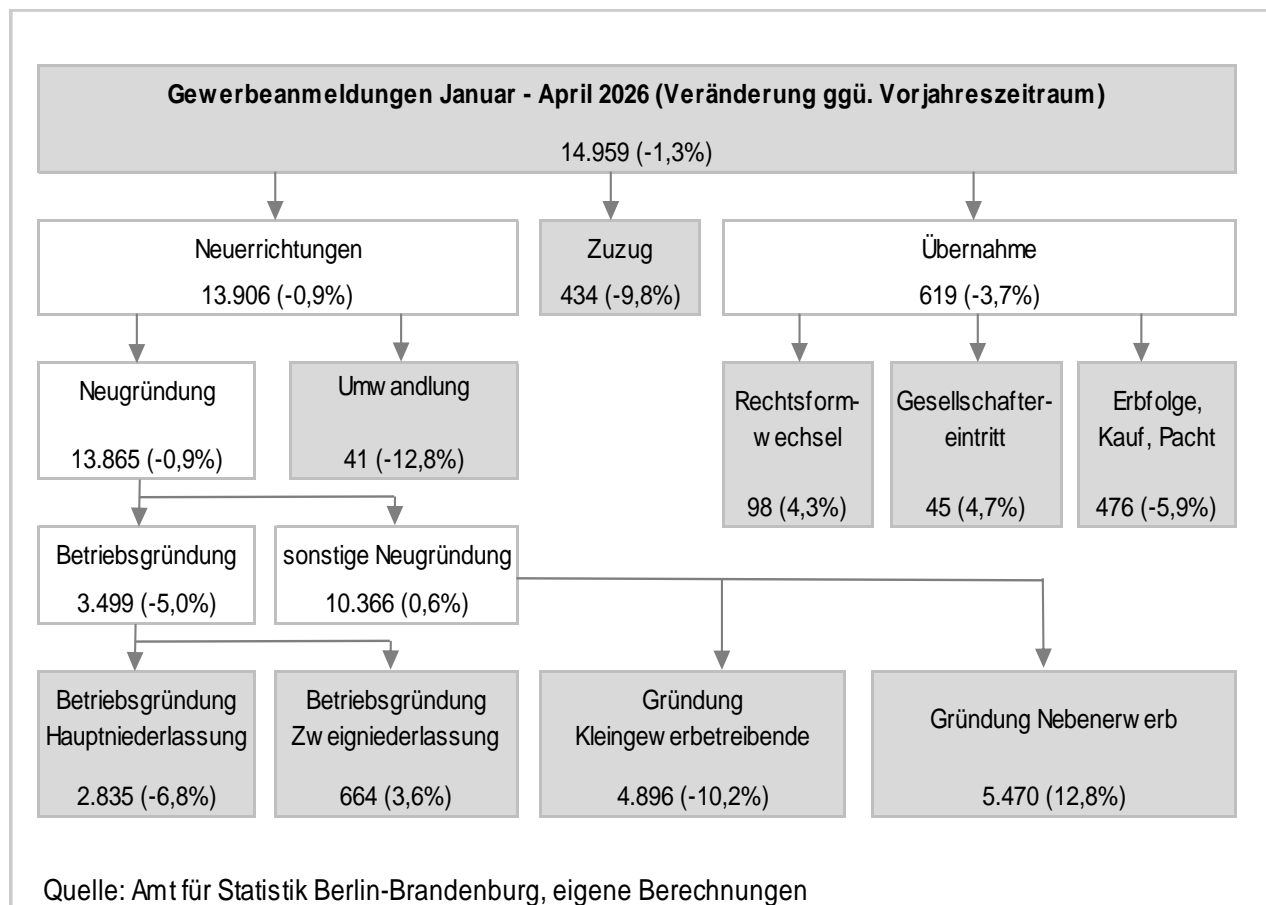 Gewerbeanmeldungen Januar - April 2026 (Veränderung ggü. Vorjahreszeitraum)
14.959 (-1,3%)
Neuerrichtungen
13.906 (-0,9%)
Zuzug
434 (-9,8%)
Übernahme
619 (-3,7%)
Neugründung
13.865 (-0,9%)
Umwandlung
41 (-12,8%)
Rechtsform-
wechsel
98 (4,3%)
Gesellschafter-
eintritt
45 (4,7%)
Erbfolge,
Kauf, Pacht
476 (-5,9%)
Betriebsgründung
3.499 (-5,0%)
sonstige Neugründung
10.366 (0,6%)
Betriebsgründung
Hauptniederlassung
2.835 (-6,8%)
Betriebsgründung
Zweigniederlassung
664 (3,6%)
Gründung
Kleingewerbetreibende
4.896 (-10,2%)
Gründung Nebenerwerb
5.470 (12,8%)
Quelle: Amt für Statistik Berlin-Brandenburg, eigene Berechnungen